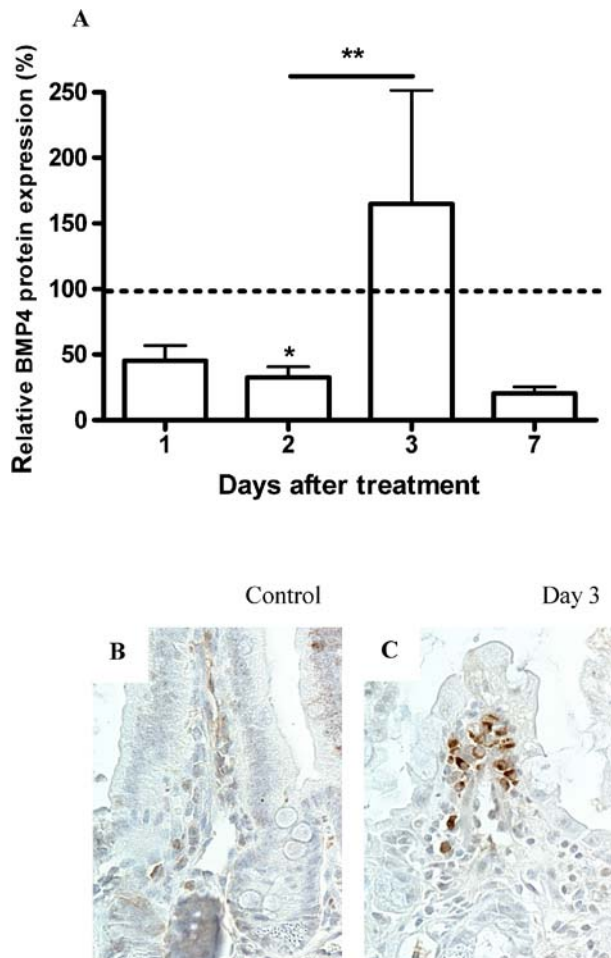 A
**
Relative BMP4 protein expression (%)
250
200
150
100
50
0
*
1 2 3 7
Days after treatment
Control Day 3
B C